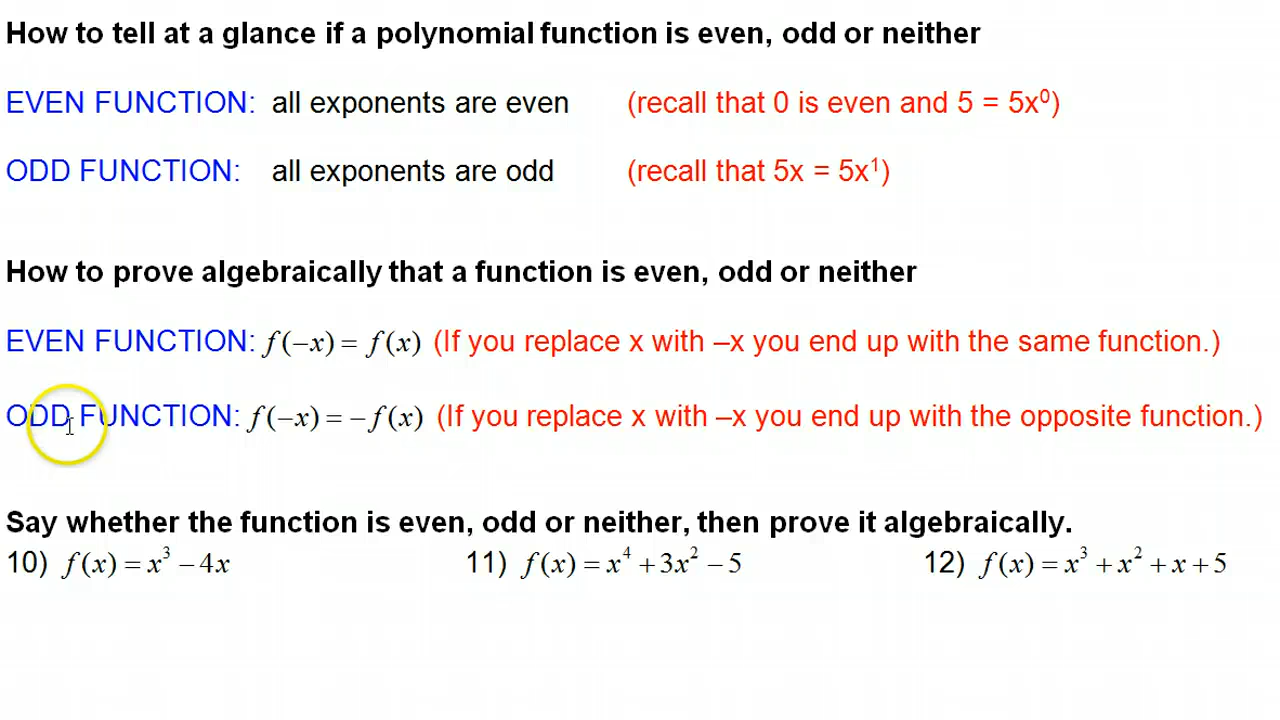 How to tell at a glance if a polynomial function is even, odd or neither
EVEN FUNCTION: all exponents are even (recall that 0 is even and 5 = 5x⁰)
ODD FUNCTION: all exponents are odd (recall that 5x = 5x¹)
How to prove algebraically that a function is even, odd or neither
EVEN FUNCTION: f(−x) = f(x) (If you replace x with –x you end up with the same function.)
ODD FUNCTION: f(−x) = −f(x) (If you replace x with –x you end up with the opposite function.)
Say whether the function is even, odd or neither, then prove it algebraically.
10) f(x) = x³ − 4x 11) f(x) = x⁴ + 3x² − 5 12) f(x) = x³ + x² + x + 5